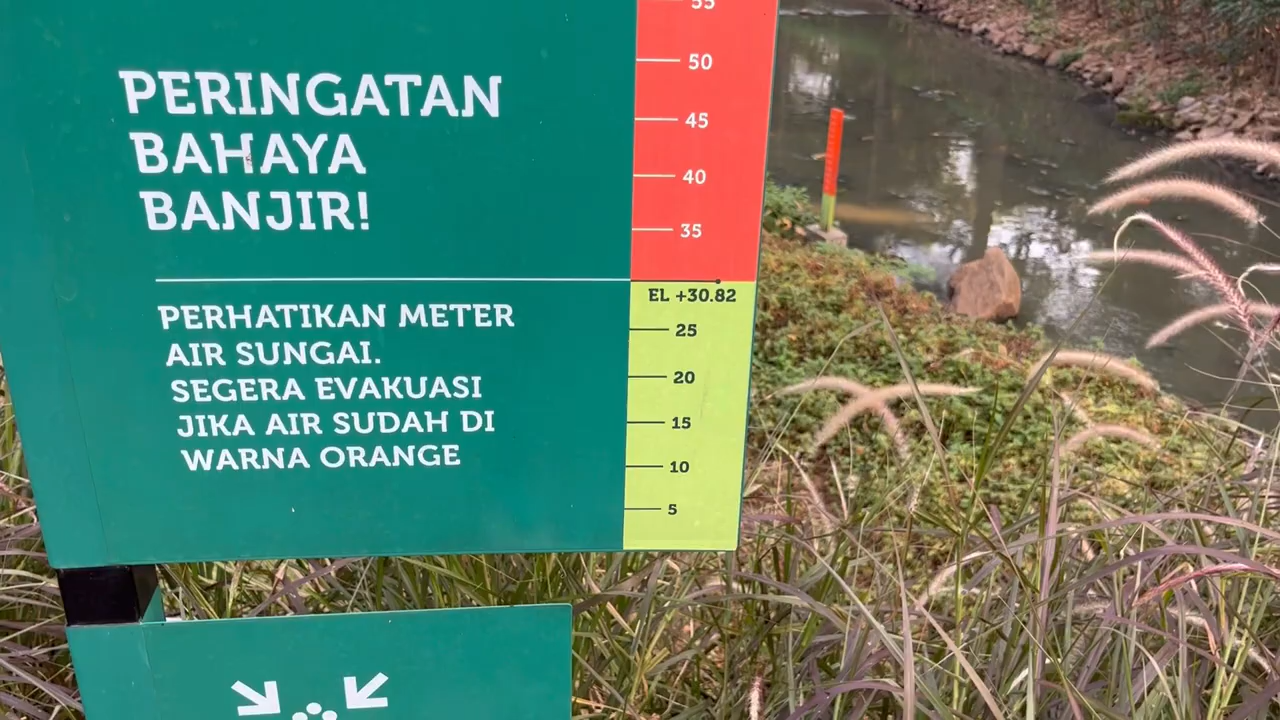 PERINGATAN
BAHAYA
BANJIR!
PERHATIKAN METER
AIR SUNGAI.
SEGERA EVAKUASI
JIKA AIR SUDAH DI
WARNA ORANGE
55
50
45
40
35
EL +30.82
25
20
15
10
5